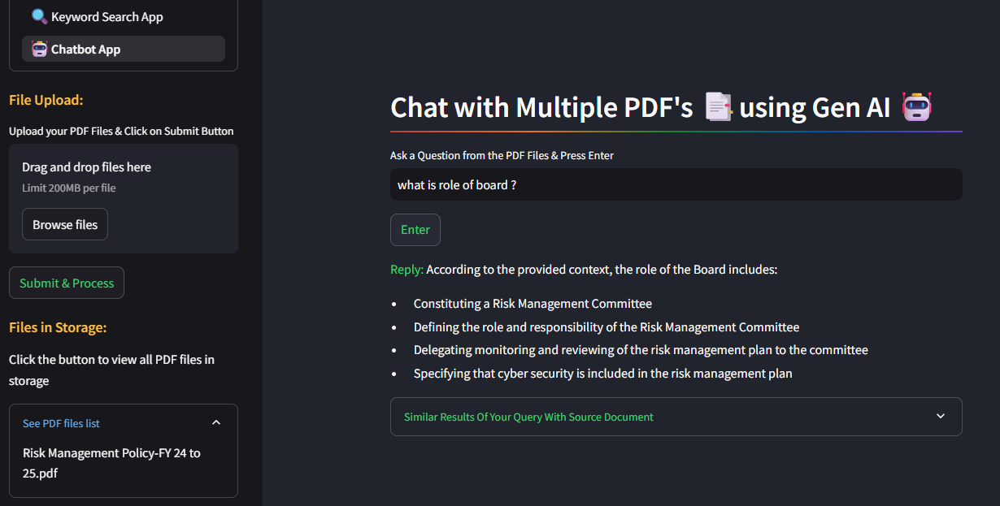 Keyword Search App
Chatbot App
File Upload:
Upload your PDF Files & Click on Submit Button
Drag and drop files here
Limit 200MB per file
Browse files
Submit & Process
Files in Storage:
Click the button to view all PDF files in
storage
See PDF files list
Risk Management Policy-FY 24 to
25.pdf
Chat with Multiple PDF's using Gen AI
Ask a Question from the PDF Files & Press Enter
what is role of board ?
Enter
Reply: According to the provided context, the role of the Board includes:
• Constituting a Risk Management Committee
• Defining the role and responsibility of the Risk Management Committee
• Delegating monitoring and reviewing of the risk management plan to the committee
• Specifying that cyber security is included in the risk management plan
Similar Results Of Your Query With Source Document